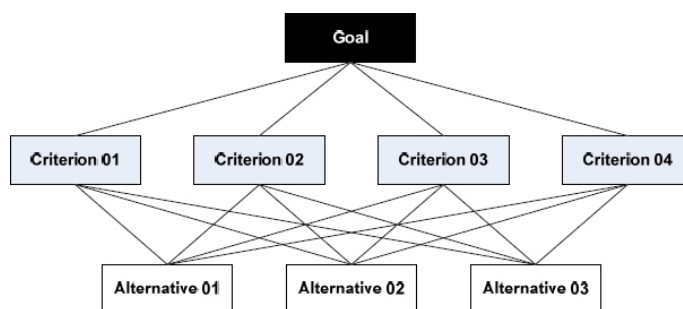 Goal
Criterion 01
Criterion 02
Criterion 03
Criterion 04
Alternative 01
Alternative 02
Alternative 03